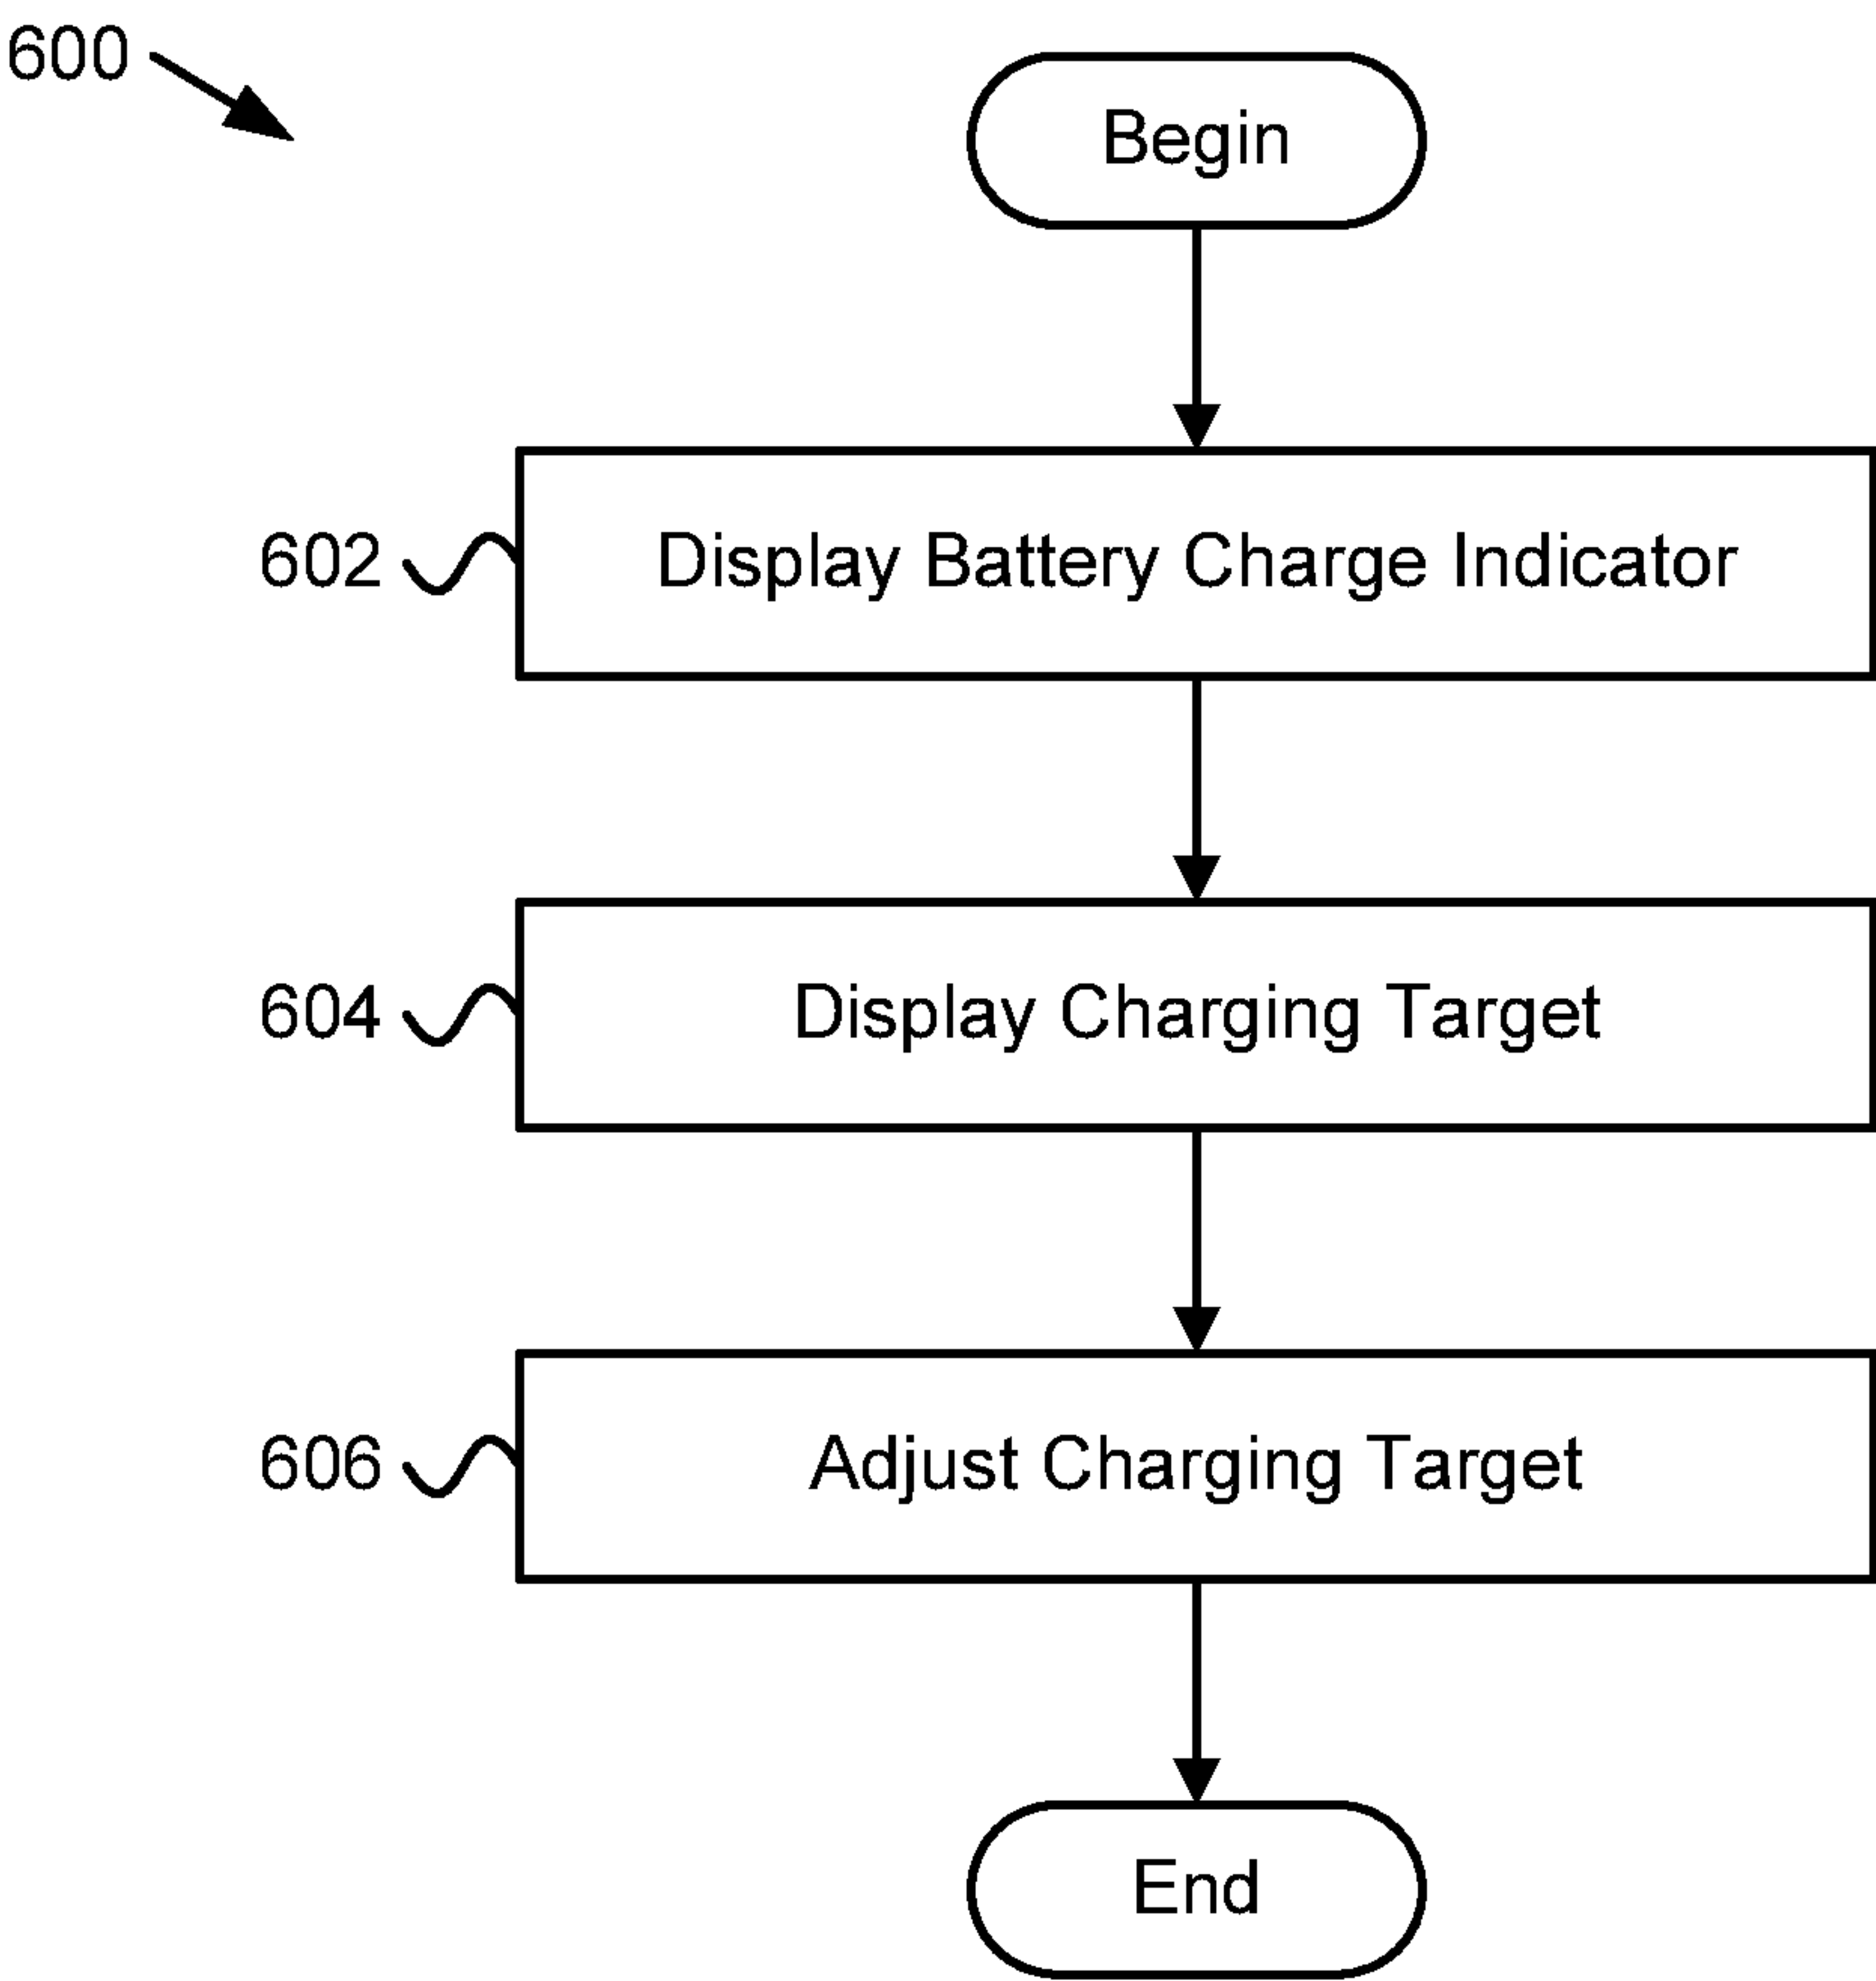 600
Begin
602
Display Battery Charge Indicator
604
Display Charging Target
606
Adjust Charging Target
End